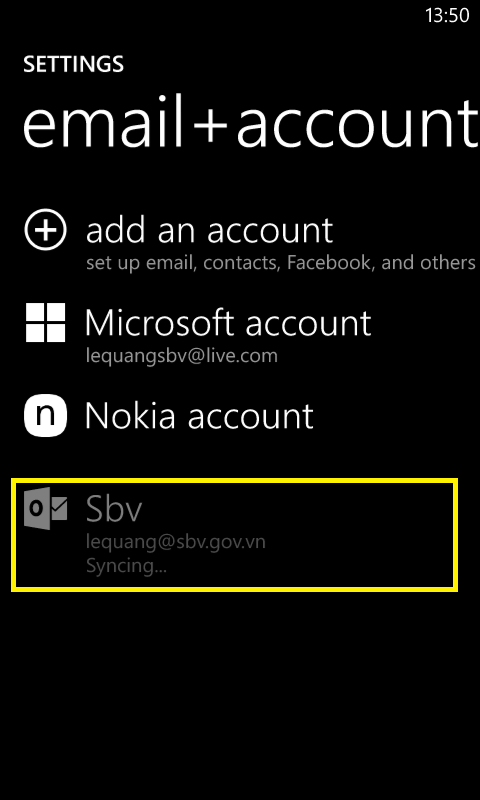 13:50
SETTINGS
email+account
add an account
set up email, contacts, Facebook, and others
Microsoft account
lequangsbv@live.com
n Nokia account
o Sbv
lequang@sbv.gov.vn
Syncing...